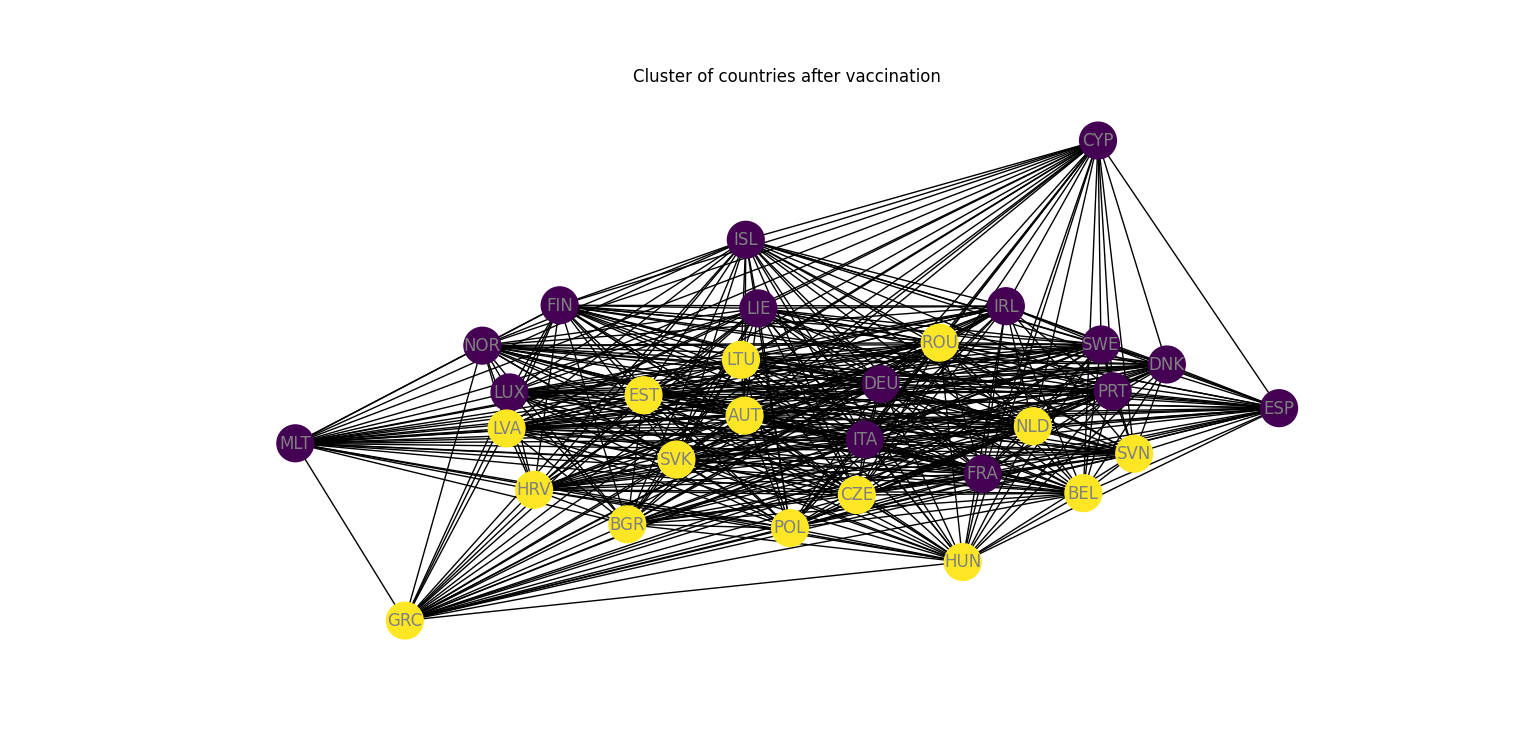 Cluster of countries after vaccination
CYP
ISL
FIN
LIE
IRL
NOR
ROU
SWE
LTU
DNK
DEU
LUX
EST
PRT
ESP
AUT
LVA
NLD
MLT
ITA
SVK
SVN
FRA
HRV
CZE
BEL
BGR
POL
HUN
GRC